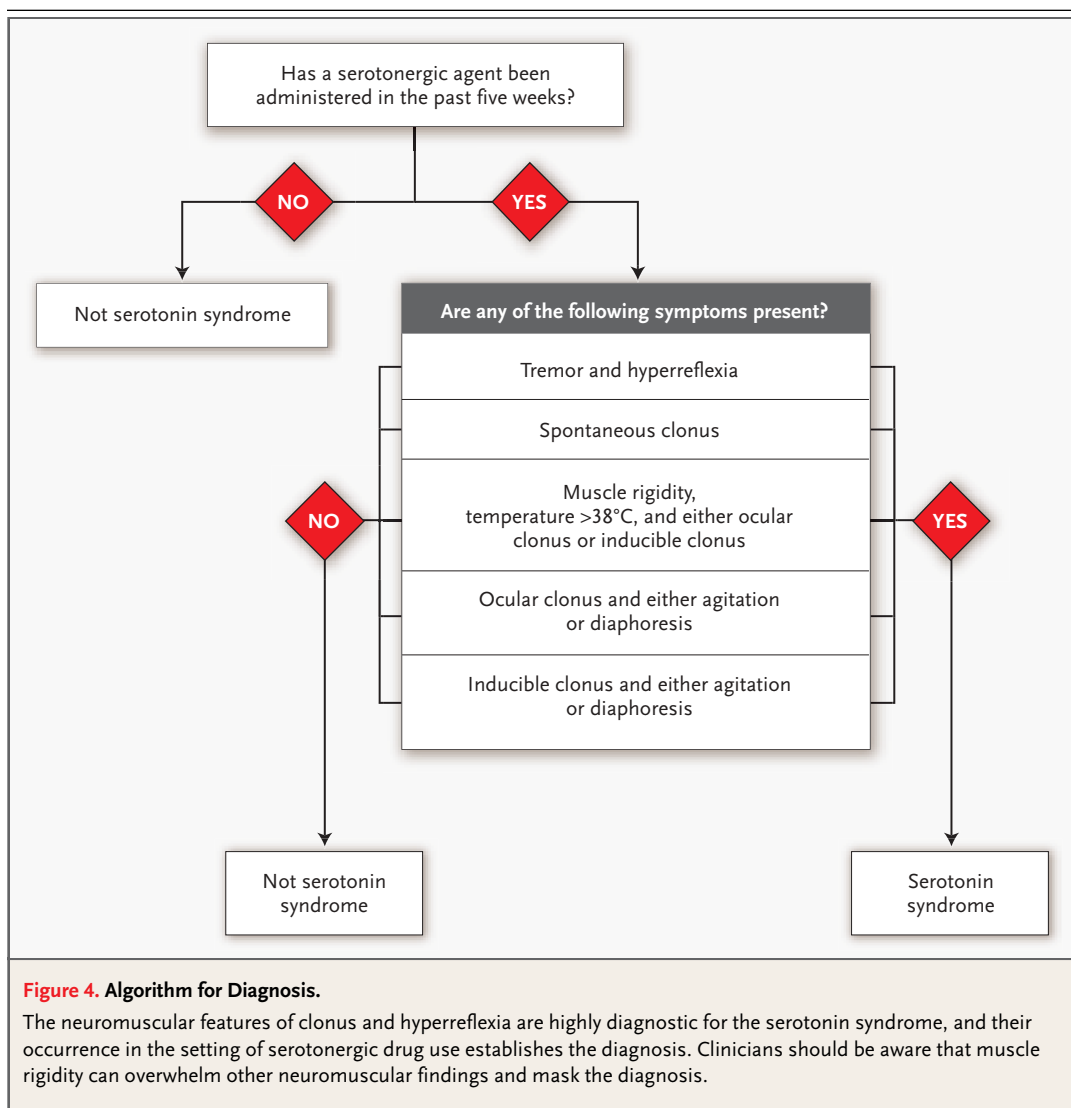 Has a serotonergic agent been
administered in the past five weeks?
NO
YES
Not serotonin syndrome
Are any of the following symptoms present?
Tremor and hyperreflexia
Spontaneous clonus
Muscle rigidity,
temperature >38°C, and either ocular
clonus or inducible clonus
NO
YES
Ocular clonus and either agitation
or diaphoresis
Inducible clonus and either agitation
or diaphoresis
Not serotonin
syndrome
Serotonin
syndrome
Figure 4. Algorithm for Diagnosis.
The neuromuscular features of clonus and hyperreflexia are highly diagnostic for the serotonin syndrome, and their
occurrence in the setting of serotonergic drug use establishes the diagnosis. Clinicians should be aware that muscle
rigidity can overwhelm other neuromuscular findings and mask the diagnosis.